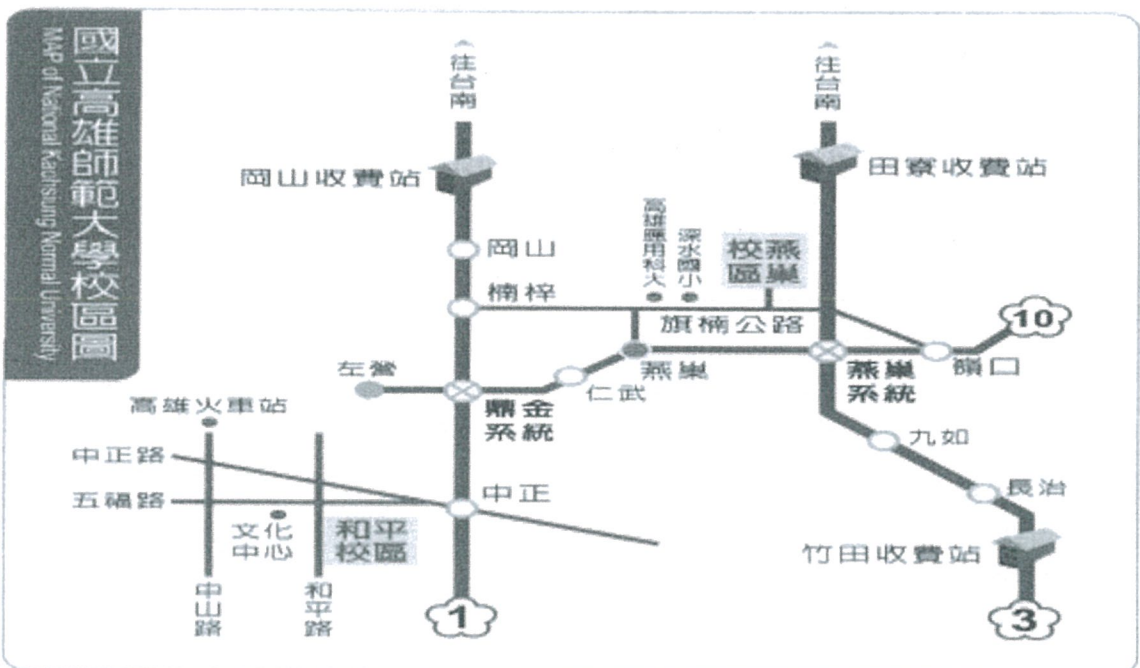 國立高雄師範大學校區圖
MAP of National Kaohsiung Normal University
往台南
往台南
岡山收費站
田寮收費站
岡山
高雄應用科大
深水國小
燕巢
校區
楠梓
旗楠公路
10
左營
仁武
燕巢
燕巢
系統
嶺口
鼎金
系統
高雄火車站
中正路
五福路
中正
九如
長治
文化
中心
和平
校區
竹田收費站
中山路
和平路
1
3